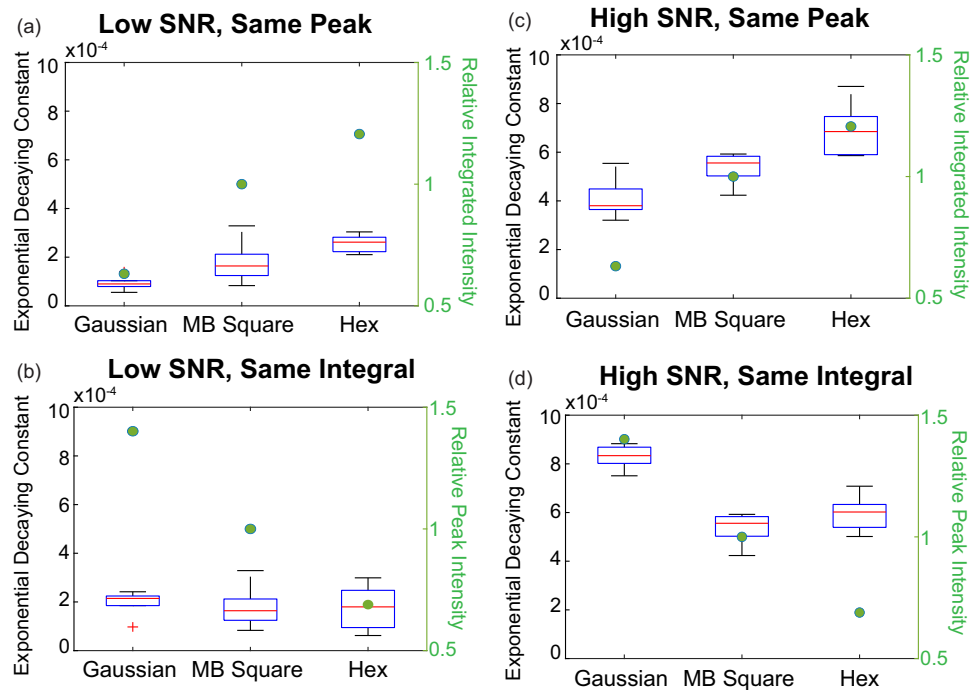 (a)
Low SNR, Same Peak
x10-4
10
8
6
4
2
0
Exponential Decaying Constant
1.5
1
0.5
Relative Integrated Intensity
Gaussian MB Square Hex
(c)
High SNR, Same Peak
x10-4
10
8
6
4
2
0
Exponential Decaying Constant
1.5
1
0.5
Relative Integrated Intensity
Gaussian MB Square Hex
(b)
Low SNR, Same Integral
x10-4
10
8
6
4
2
0
Exponential Decaying Constant
1.5
1
0.5
Relative Peak Intensity
Gaussian MB Square Hex
(d)
High SNR, Same Integral
x10-4
10
8
6
4
2
0
Exponential Decaying Constant
1.5
1
0.5
Relative Peak Intensity
Gaussian MB Square Hex